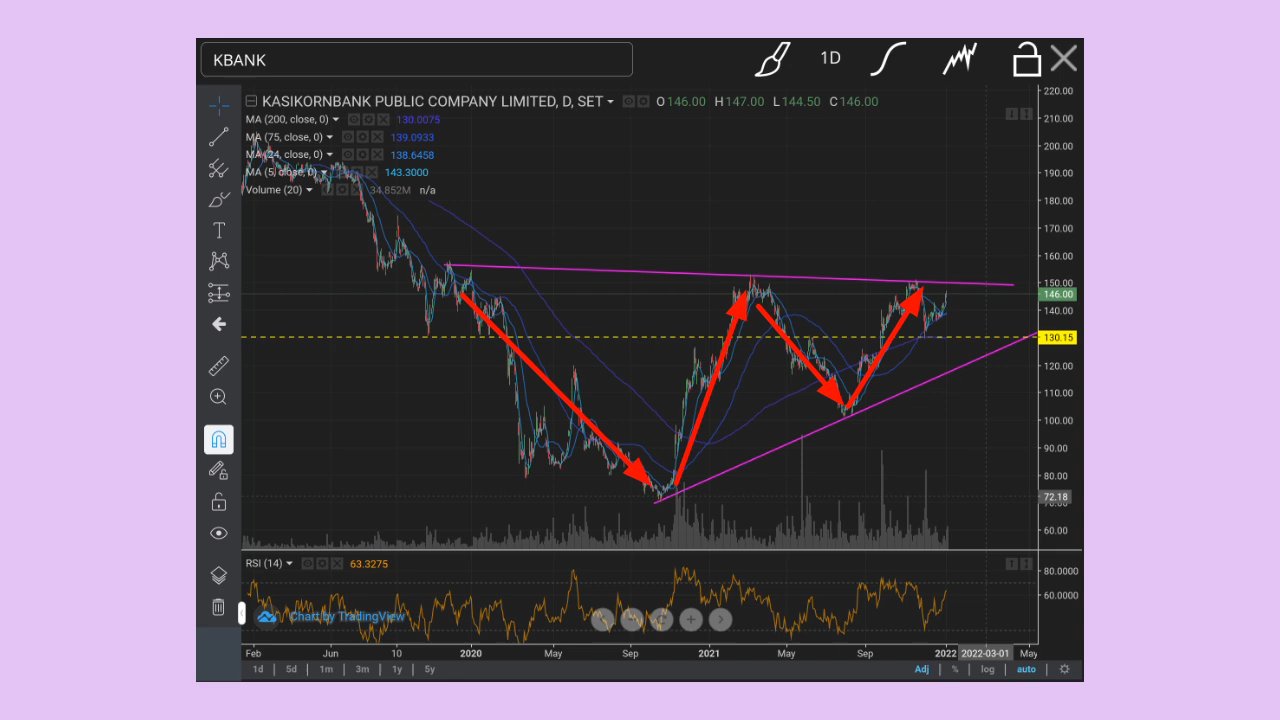 KBANK
1D
KASIKORNBANK PUBLIC COMPANY LIMITED, D, SET O146.00 H147.00 L144.50 C146.00
MA (200, close, 0) 130.0075
MA (75, close, 0) 139.0933
MA (24, close, 0) 138.6458
MA (5, close, 0) 143.3000
Volume (20) 34.852M n/a
220.00
210.00
200.00
190.00
180.00
170.00
160.00
150.00
146.00
140.00
130.15
120.00
110.00
100.00
90.00
80.00
72.18
60.00
RSI (14) 63.3275
80.0000
60.0000
Chart by TradingView
Feb Jun 10 2020 May Sep 2021 May Sep 2022 2022-03-01 May
1d 5d 1m 3m 1y 5y Adj % log auto